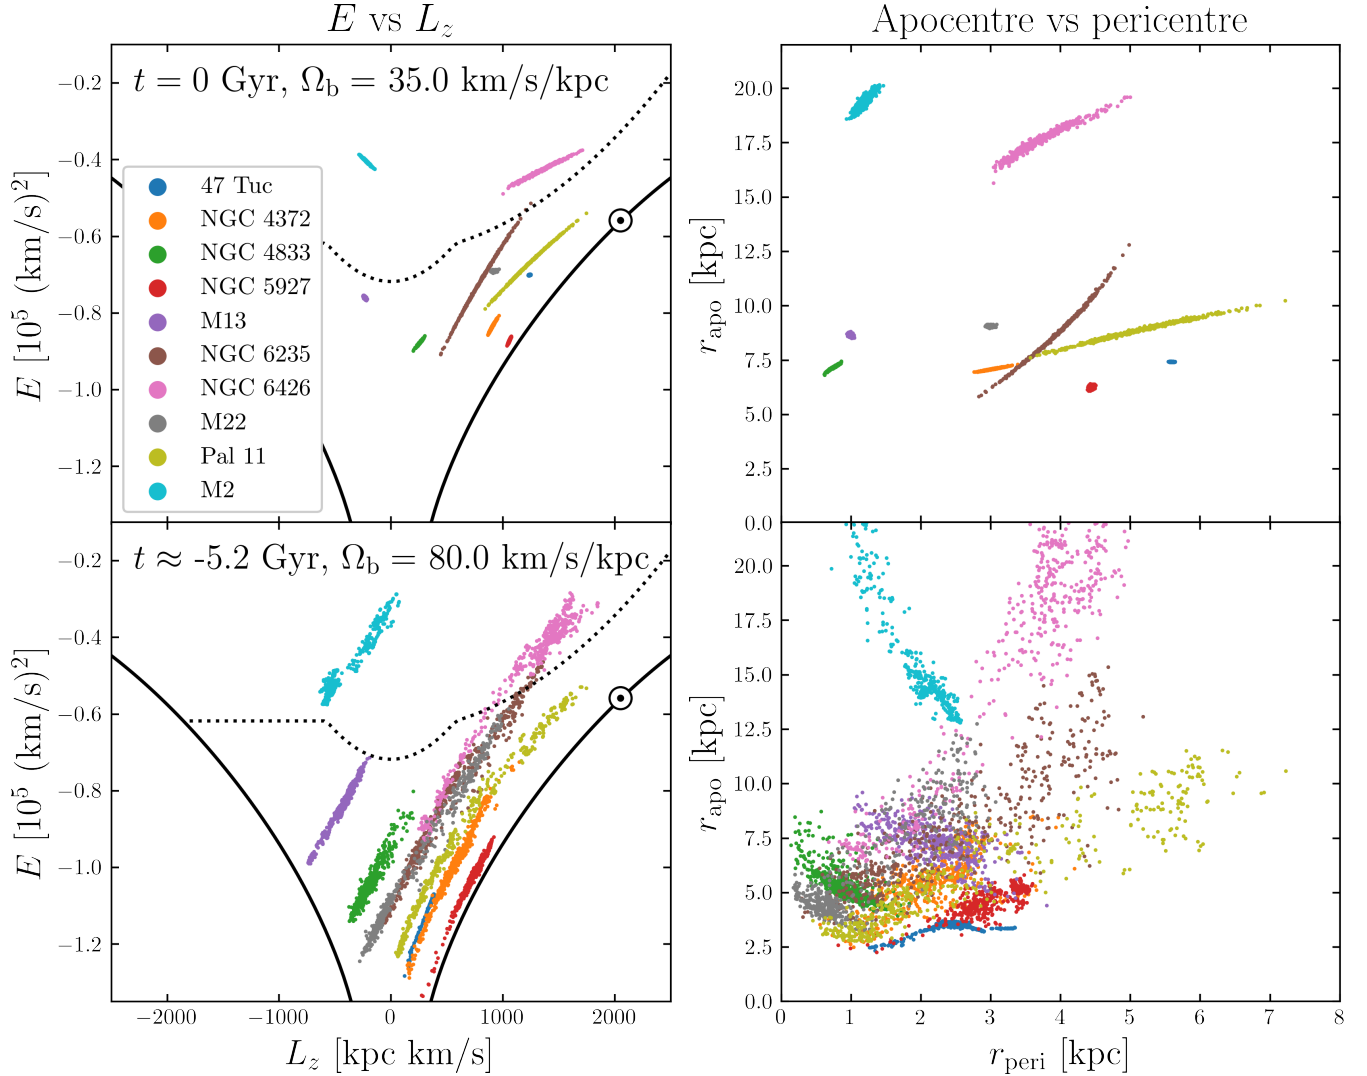 E vs L_z
Apocentre vs pericentre
t = 0 Gyr, Ω_b = 35.0 km/s/kpc
−0.2
−0.4
−0.6
−0.8
−1.0
−1.2
E [10^5 (km/s)^2]
47 Tuc
NGC 4372
NGC 4833
NGC 5927
M13
NGC 6235
NGC 6426
M22
Pal 11
M2
20.0
17.5
15.0
12.5
10.0
7.5
5.0
2.5
0.0
r_apo [kpc]
t ≈ -5.2 Gyr, Ω_b = 80.0 km/s/kpc
−0.2
−0.4
−0.6
−0.8
−1.0
−1.2
E [10^5 (km/s)^2]
−2000 −1000 0 1000 2000
L_z [kpc km/s]
20.0
17.5
15.0
12.5
10.0
7.5
5.0
2.5
0.0
r_apo [kpc]
0 1 2 3 4 5 6 7 8
r_peri [kpc]